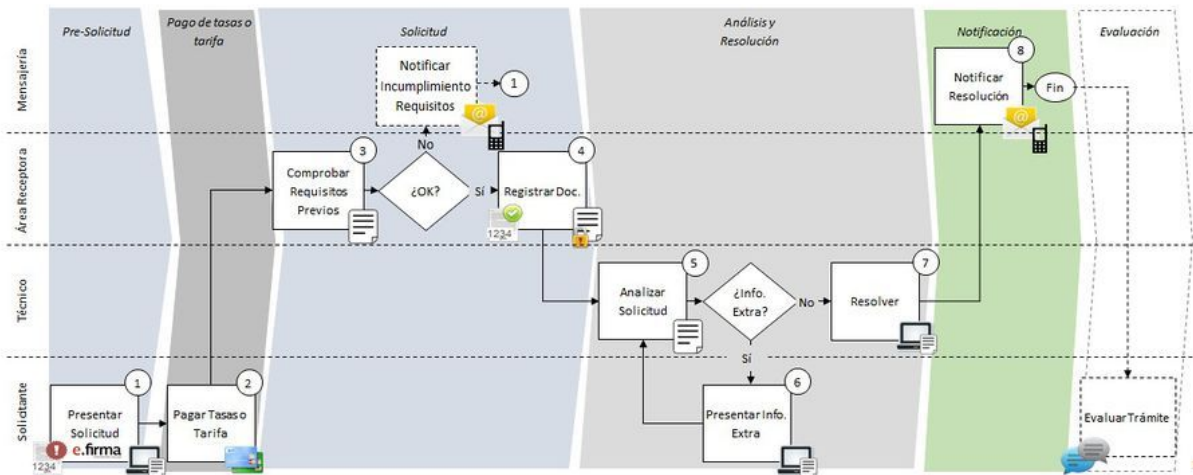 Pre-Solicitud
Pago de tasas o
tarifa
Solicitud
Análisis y
Resolución
Notificación
Evaluación
Mensajería
Notificar
Incumplimiento
Requisitos
1
8
Notificar
Resolución
Fin
No
Área Receptora
3
Comprobar
Requisitos
Previos
¿OK?
Sí
4
Registrar Doc.
1234
Técnico
5
Analizar
Solicitud
¿Info.
Extra?
No
7
Resolver
Sí
Solicitante
1
Presentar
Solicitud
1234
e.firma
2
Pagar Tasas o
Tarifa
6
Presentar Info.
Extra
Evaluar Trámite